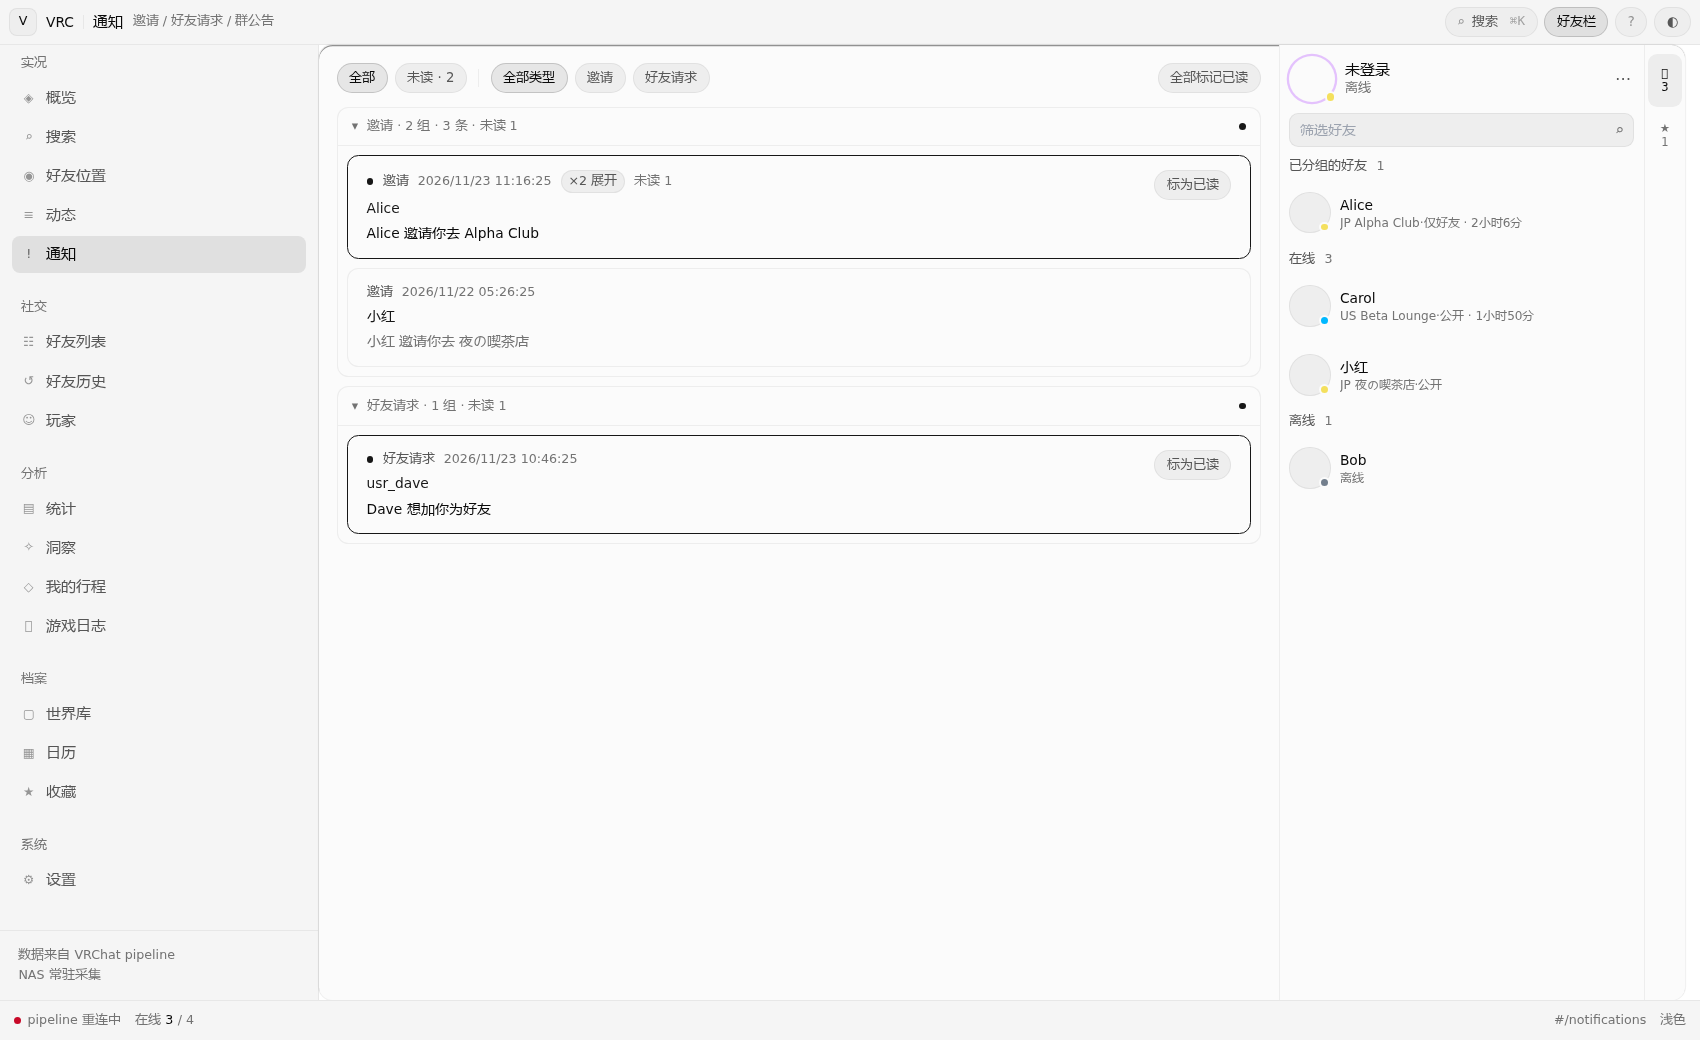 V VRC 通知 邀请 / 好友请求 / 群公告
搜索 ⌘K 好友栏 ?
实况
概览
搜索
好友位置
动态
! 通知
社交
好友列表
好友历史
玩家
分析
统计
洞察
我的行程
游戏日志
档案
世界库
日历
收藏
系统
设置
数据来自 VRChat pipeline
NAS 常驻采集
全部 未读 · 2 全部类型 邀请 好友请求 全部标记已读
▾ 邀请 · 2 组 · 3 条 · 未读 1
邀请 2026/11/23 11:16:25 ×2 展开 未读 1 标为已读
Alice
Alice 邀请你去 Alpha Club
邀请 2026/11/22 05:26:25
小红
小红 邀请你去 夜の喫茶店
▾ 好友请求 · 1 组 · 未读 1
好友请求 2026/11/23 10:46:25 标为已读
usr_dave
Dave 想加你为好友
未登录 …
离线
筛选好友
已分组的好友 1
Alice
JP Alpha Club·仅好友 · 2小时6分
在线 3
Carol
US Beta Lounge·公开 · 1小时50分
小红
JP 夜の喫茶店·公开
离线 1
Bob
离线
3
★
1
pipeline 重连中 在线 3 / 4
#/notifications 浅色